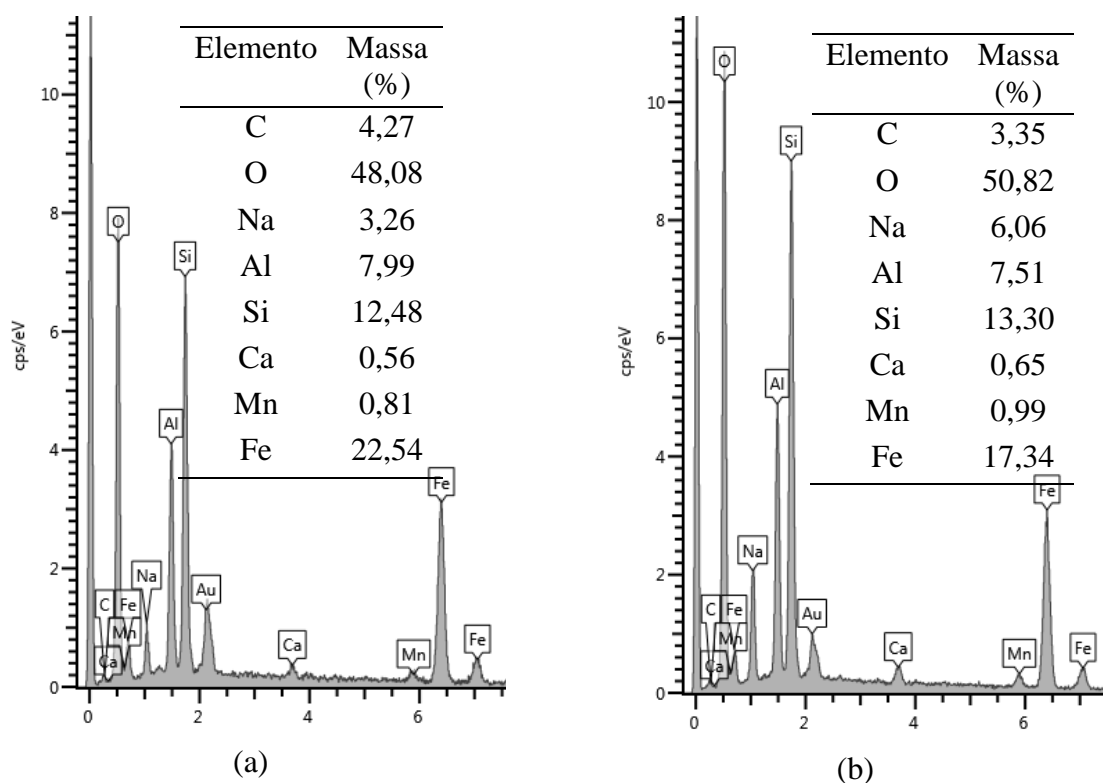 Elemento Massa
(%)
C 4,27
O 48,08
Na 3,26
Al 7,99
Si 12,48
Ca 0,56
Mn 0,81
Fe 22,54
10
8
6
4
2
0
cps/eV
O
Si
Al
Na
C
Fe
Mn
Ca
Au
Ca
Mn
Fe
Fe
0 2 4 6
(a)
Elemento Massa
(%)
C 3,35
O 50,82
Na 6,06
Al 7,51
Si 13,30
Ca 0,65
Mn 0,99
Fe 17,34
10
8
6
4
2
0
cps/eV
O
Si
Al
Na
C
Fe
Mn
Ca
Au
Ca
Mn
Fe
Fe
0 2 4 6
(b)